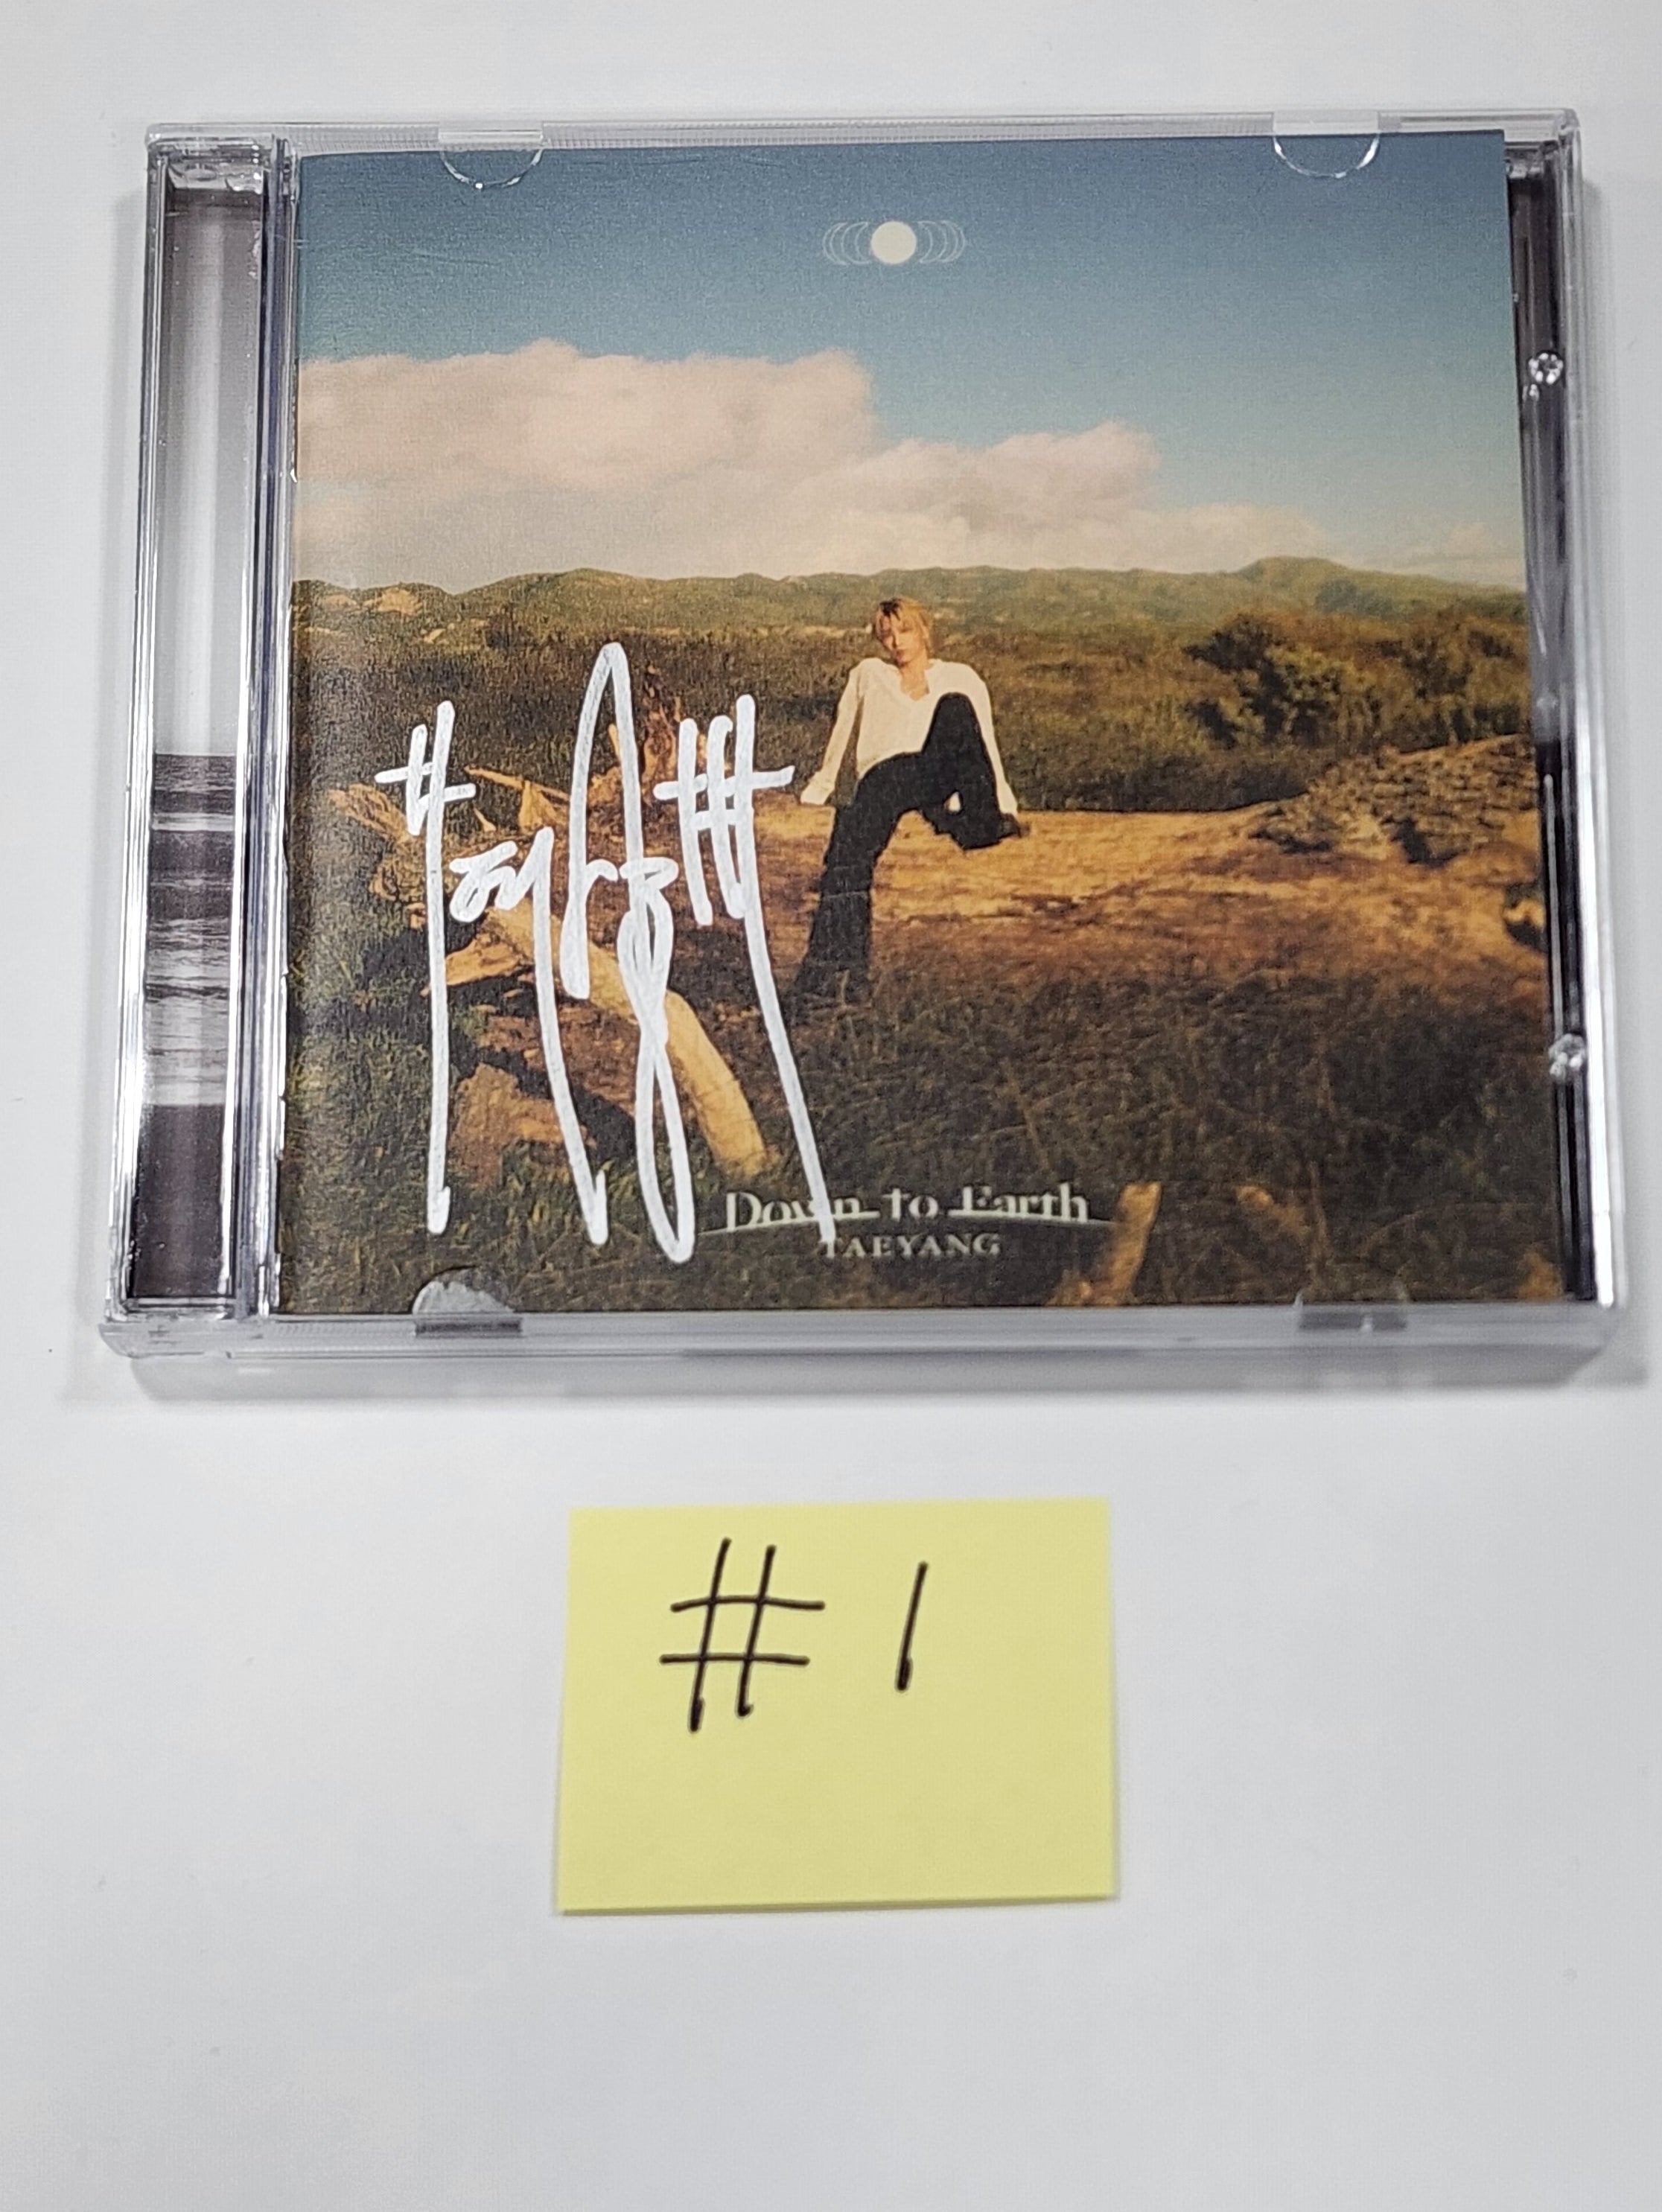 Down to Earth
TAEYANG
#1